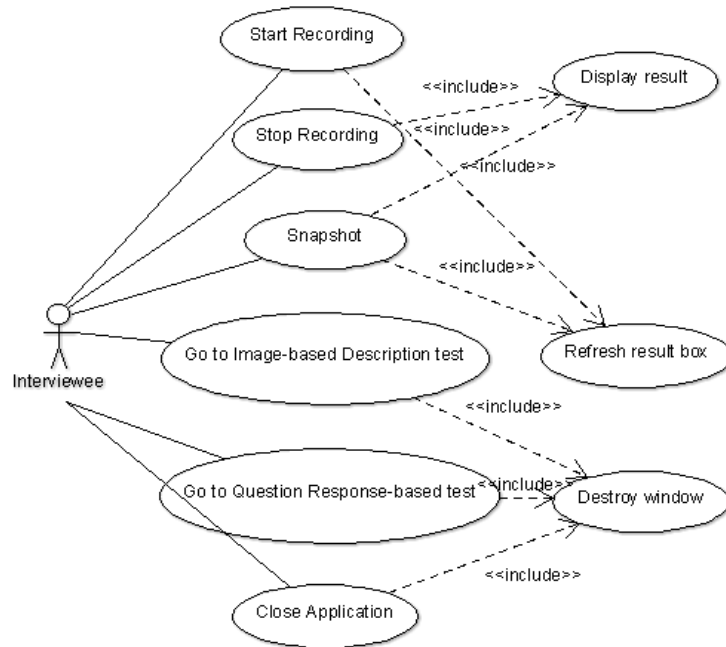 Start Recording
Display result
<<include>>
Stop Recording
<<include>>
<<include>>
Snapshot
<<include>>
Go to Image-based Description test
Refresh result box
Interviewee
<<include>>
Go to Question Response-based test
<<include>>
Destroy window
<<include>>
Close Application